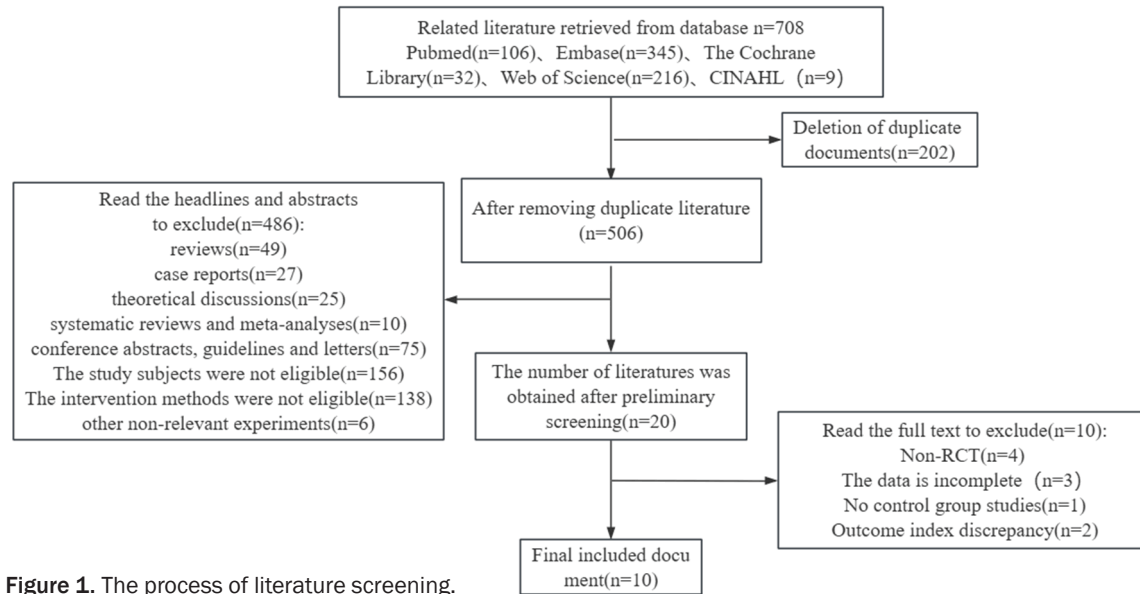 Related literature retrieved from database n=708
Pubmed(n=106)、Embase(n=345)、The Cochrane
Library(n=32)、Web of Science(n=216)、CINAHL（n=9）
Deletion of duplicate
documents(n=202)
After removing duplicate literature
(n=506)
Read the headlines and abstracts
to exclude(n=486):
reviews(n=49)
case reports(n=27)
theoretical discussions(n=25)
systematic reviews and meta-analyses(n=10)
conference abstracts, guidelines and letters(n=75)
The study subjects were not eligible(n=156)
The intervention methods were not eligible(n=138)
other non-relevant experiments(n=6)
The number of literatures was
obtained after preliminary
screening(n=20)
Read the full text to exclude(n=10):
Non-RCT(n=4)
The data is incomplete（n=3）
No control group studies(n=1)
Outcome index discrepancy(n=2)
Final included docu
ment(n=10)
Figure 1. The process of literature screening.